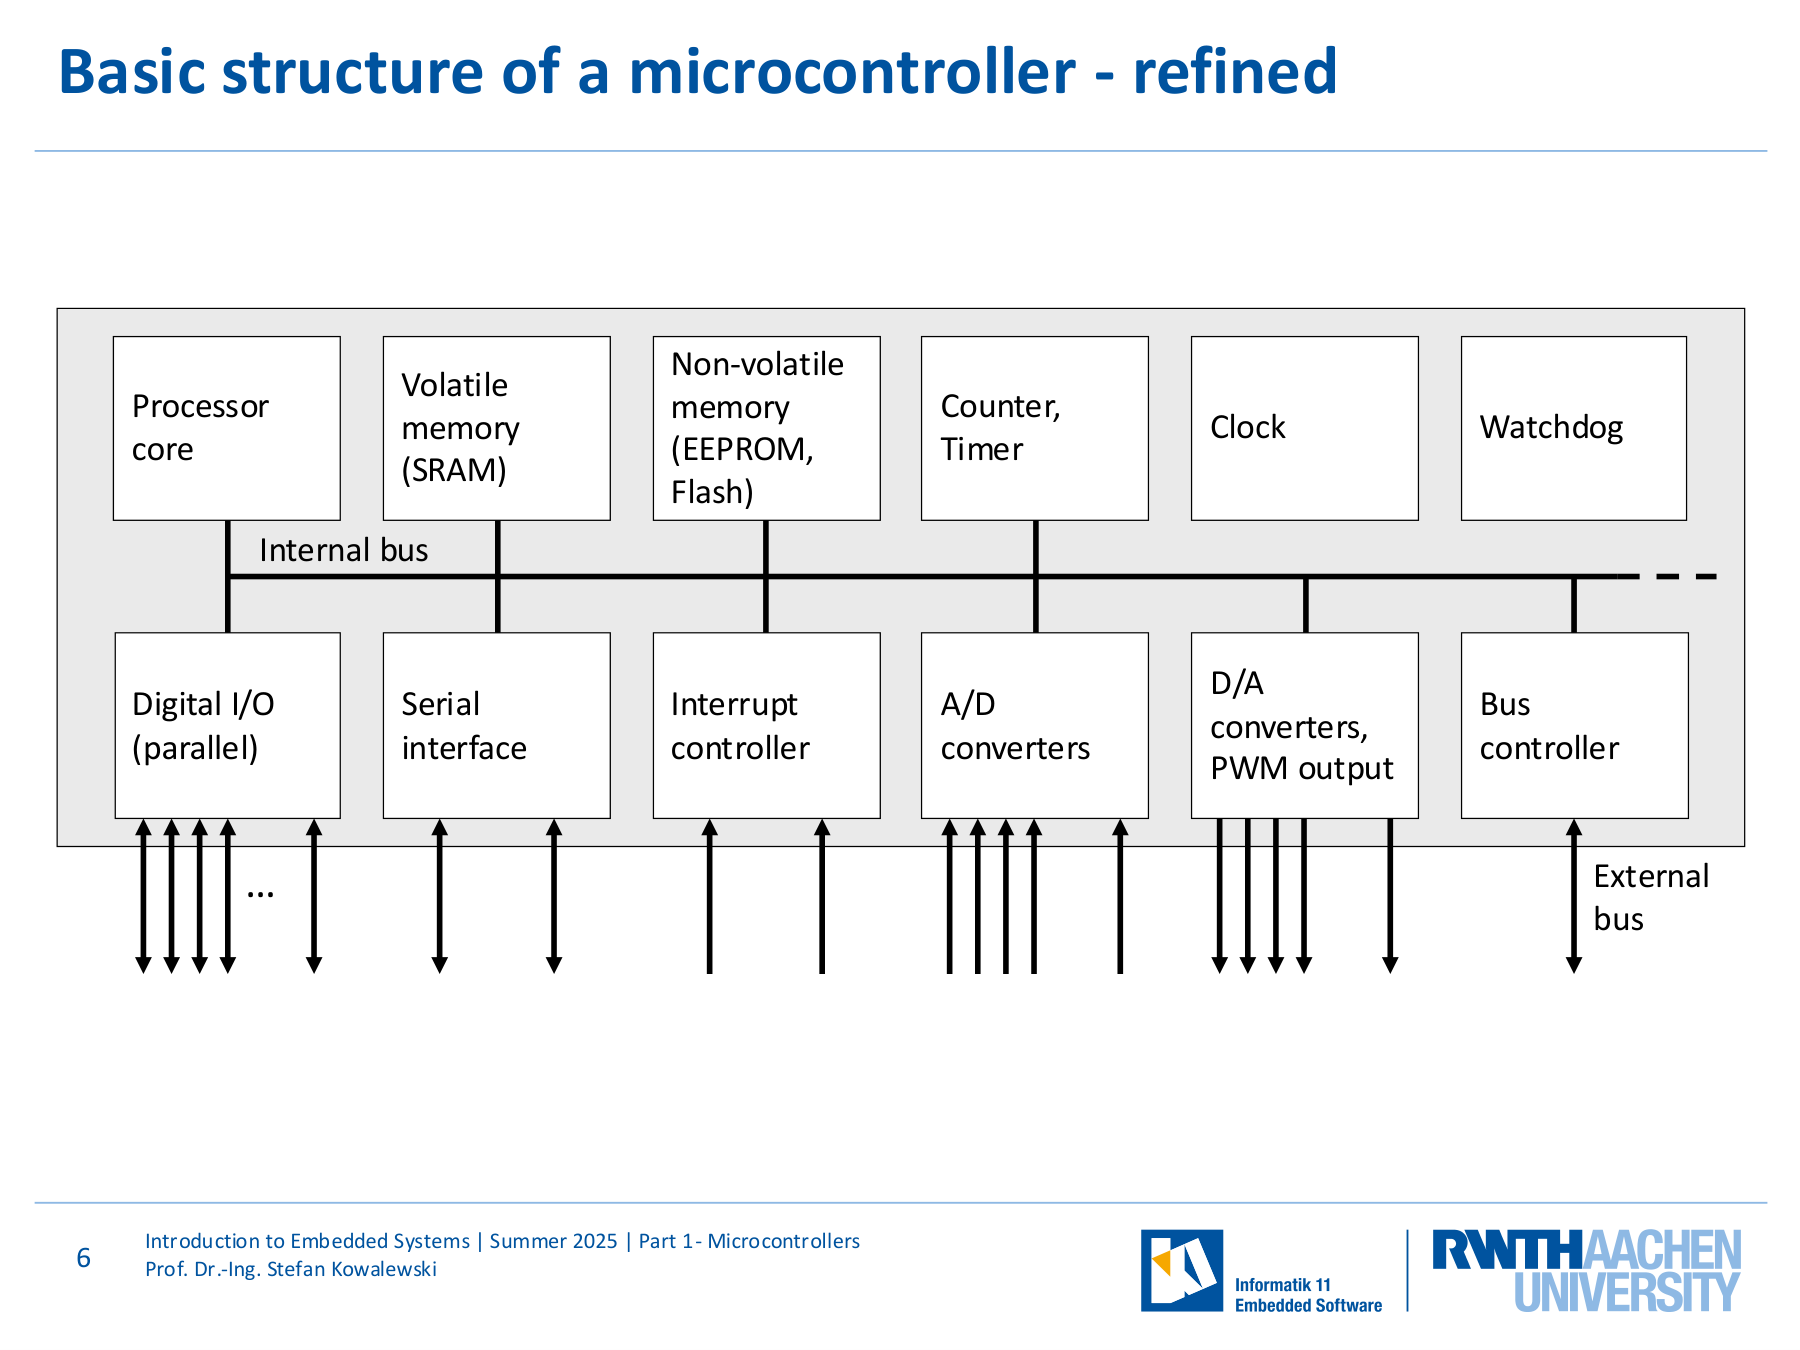 Basic structure of a microcontroller - refined
Processor
core
Volatile
memory
(SRAM)
Non-volatile
memory
(EEPROM,
Flash)
Counter,
Timer
Clock
Watchdog
Internal bus
Digital I/O
(parallel)
Serial
interface
Interrupt
controller
A/D
converters
D/A
converters,
PWM output
Bus
controller
...
External
bus
6
Introduction to Embedded Systems | Summer 2025 | Part 1- Microcontrollers
Prof. Dr.-Ing. Stefan Kowalewski
Informatik 11
Embedded Software
RWTHAACHEN
UNIVERSITY